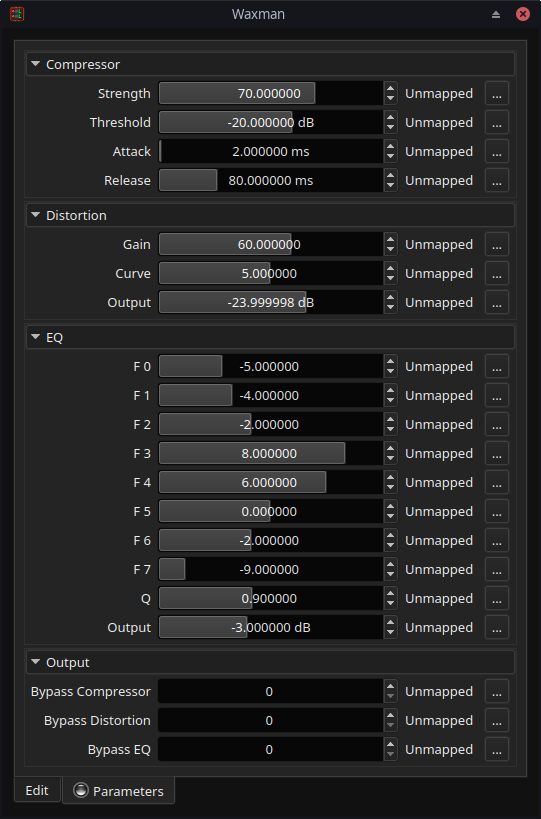 Waxman
Compressor
Strength 70.000000 Unmapped ...
Threshold -20.000000 dB Unmapped ...
Attack 2.000000 ms Unmapped ...
Release 80.000000 ms Unmapped ...
Distortion
Gain 60.000000 Unmapped ...
Curve 5.000000 Unmapped ...
Output -23.999998 dB Unmapped ...
EQ
F 0 -5.000000 Unmapped ...
F 1 -4.000000 Unmapped ...
F 2 -2.000000 Unmapped ...
F 3 8.000000 Unmapped ...
F 4 6.000000 Unmapped ...
F 5 0.000000 Unmapped ...
F 6 -2.000000 Unmapped ...
F 7 -9.000000 Unmapped ...
Q 0.900000 Unmapped ...
Output -3.000000 dB Unmapped ...
Output
Bypass Compressor 0 Unmapped ...
Bypass Distortion 0 Unmapped ...
Bypass EQ 0 Unmapped ...
Edit Parameters